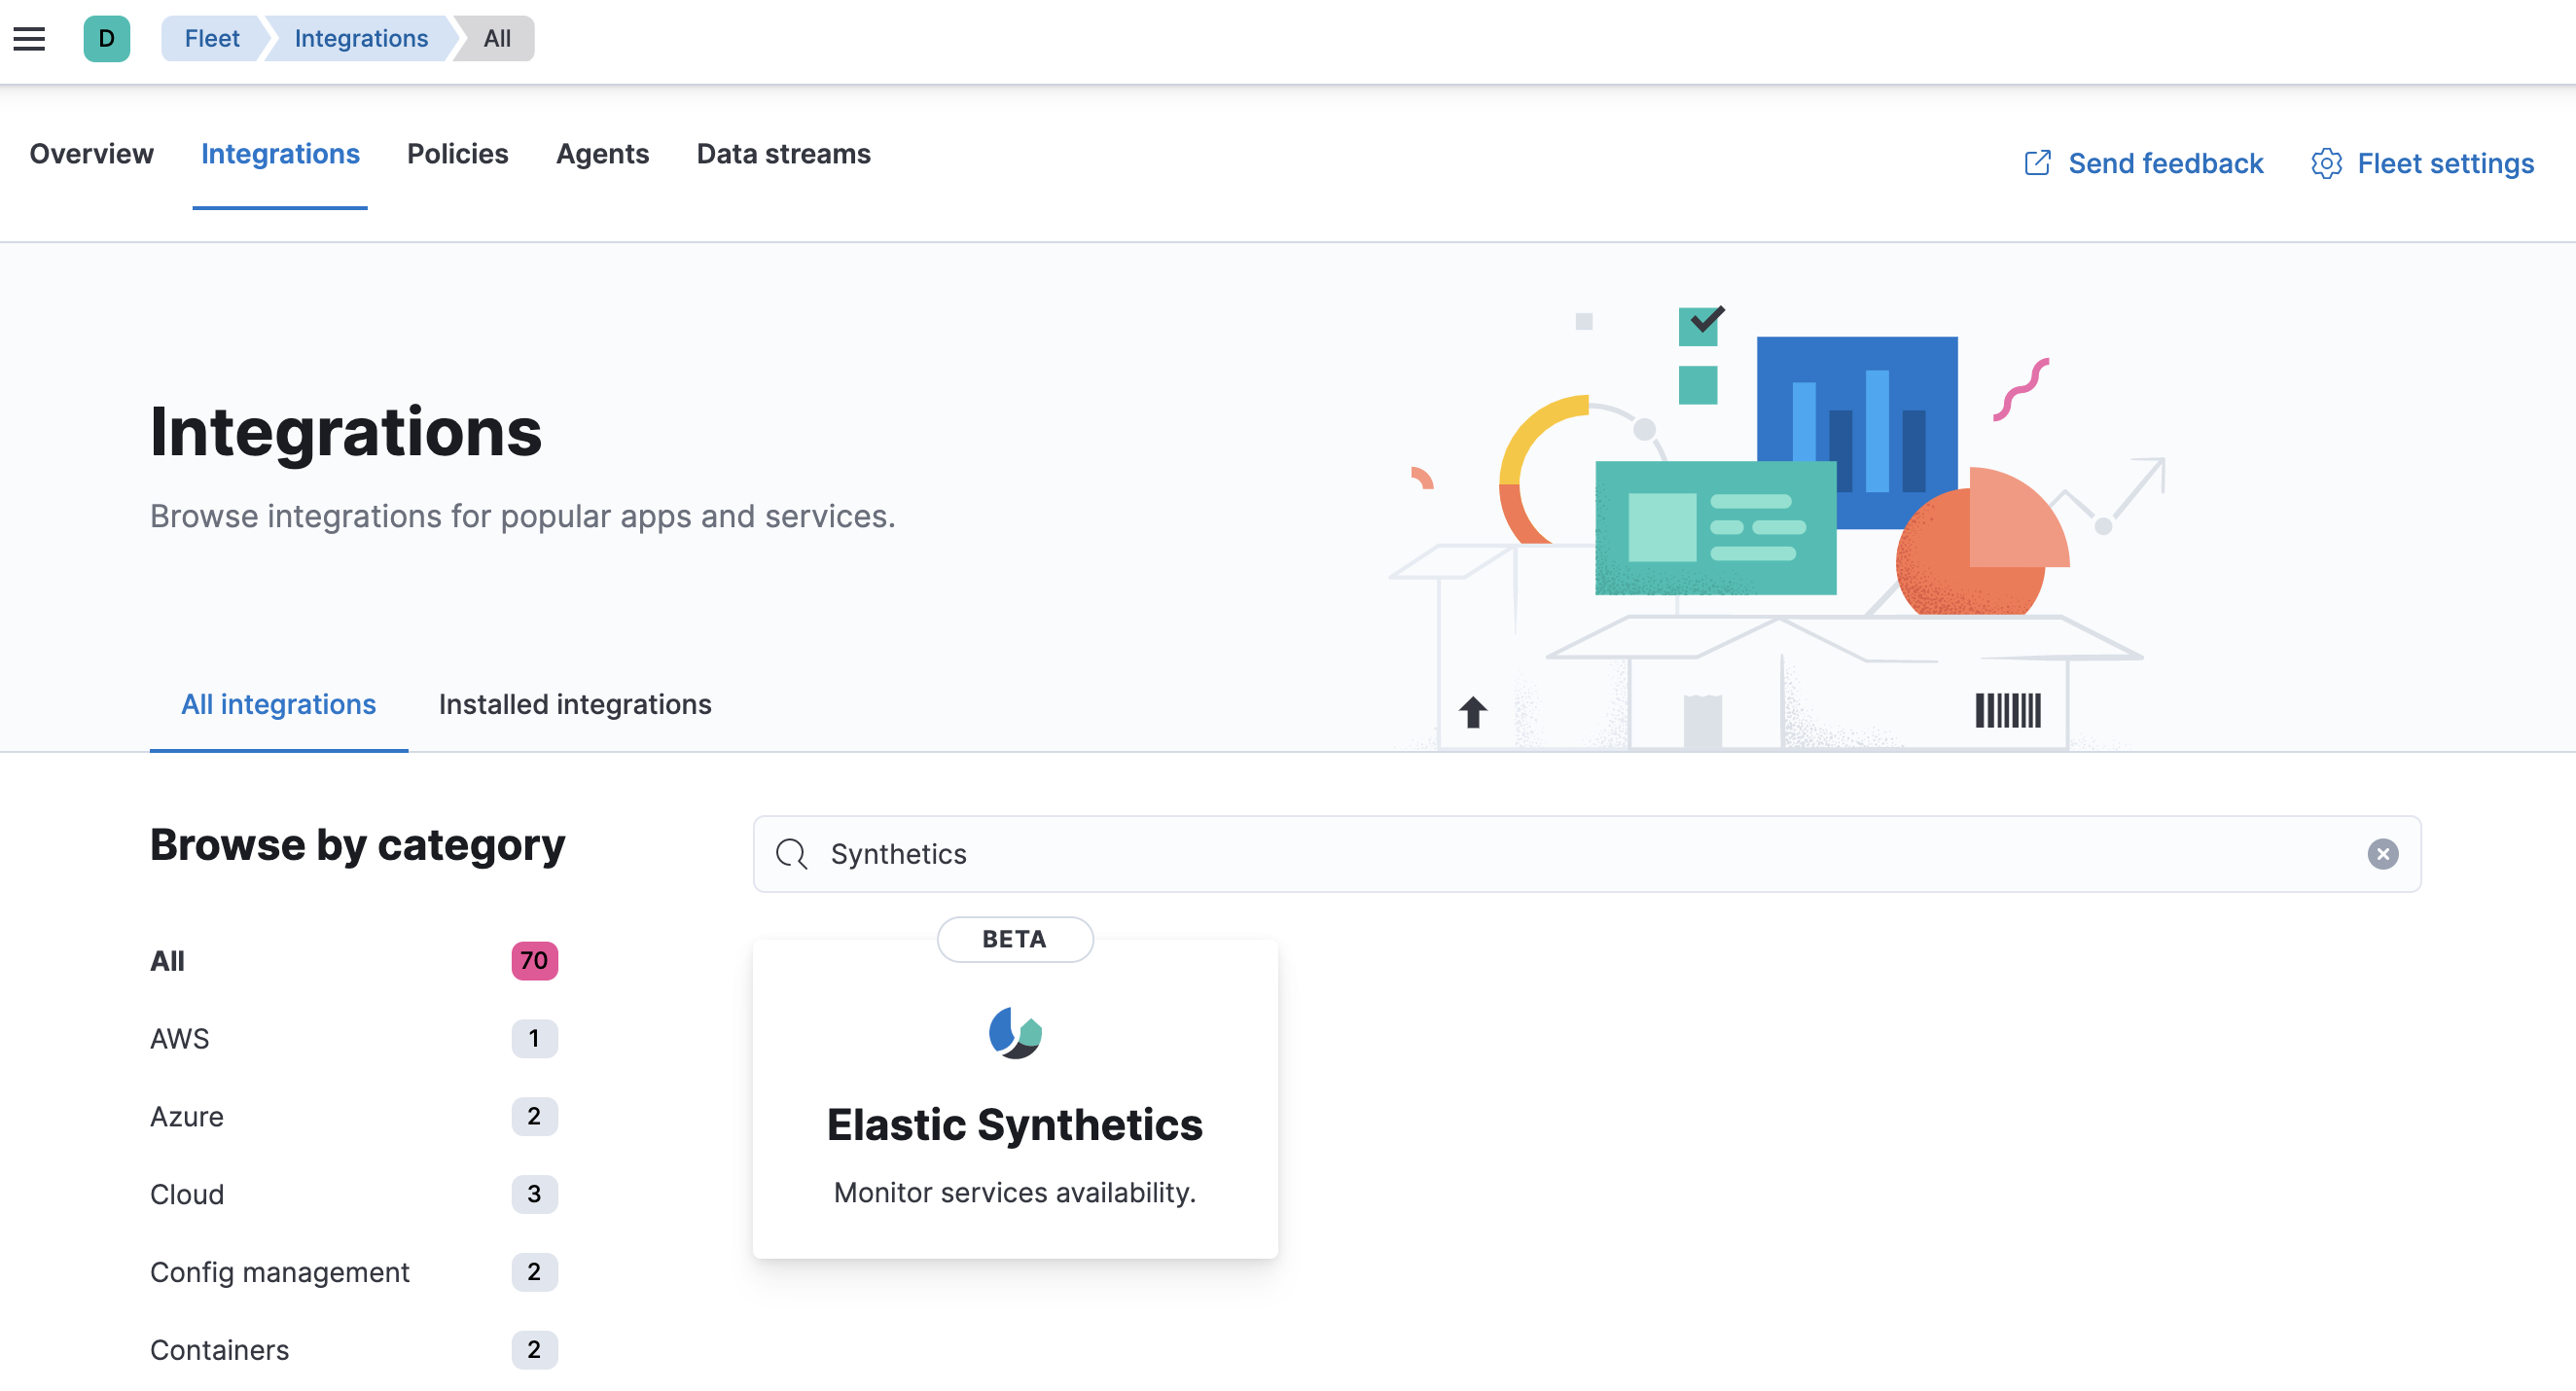 D
Fleet
Integrations
All
Overview
Integrations
Policies
Agents
Data streams
Send feedback
Fleet settings
Integrations
Browse integrations for popular apps and services.
All integrations
Installed integrations
Browse by category
Synthetics
All 70
AWS 1
Azure 2
Cloud 3
Config management 2
Containers 2
BETA
Elastic Synthetics
Monitor services availability.